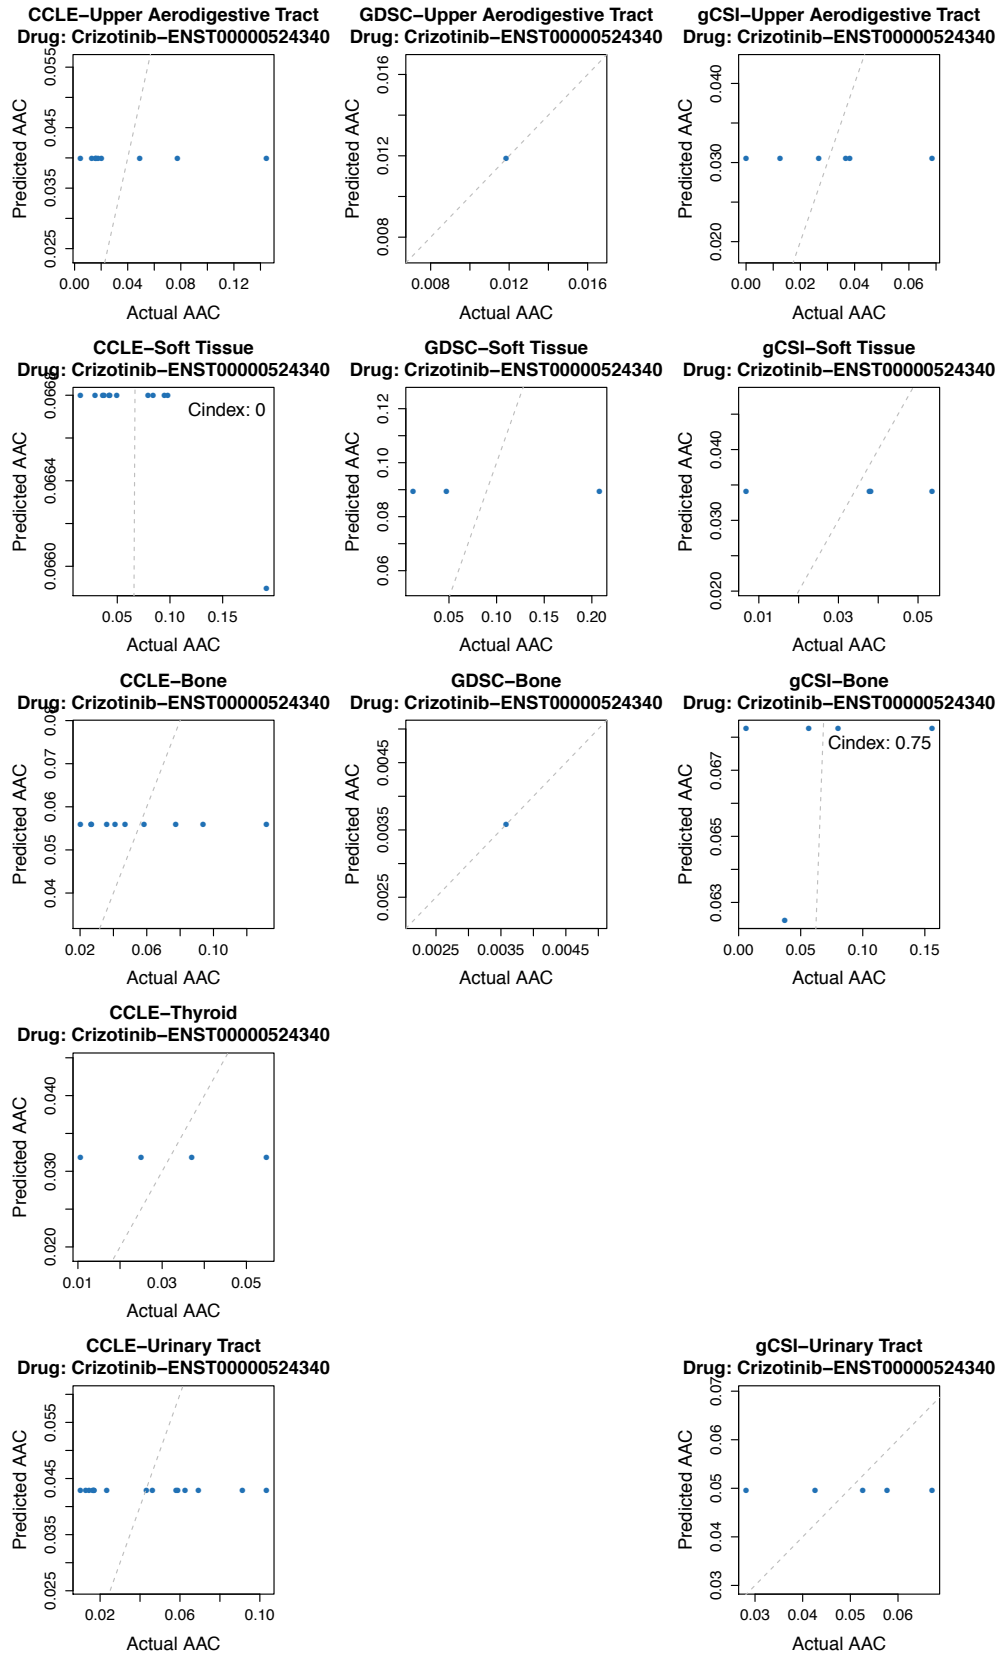 CCLE−Upper Aerodigestive Tract
Drug: Crizotinib−ENST00000524340
Predicted AAC
0.025 0.035 0.045 0.055
0.00 0.04 0.08 0.12
Actual AAC
GDSC−Upper Aerodigestive Tract
Drug: Crizotinib−ENST00000524340
Predicted AAC
0.008 0.012 0.016
0.008 0.012 0.016
Actual AAC
gCSI−Upper Aerodigestive Tract
Drug: Crizotinib−ENST00000524340
Predicted AAC
0.020 0.030 0.040
0.00 0.02 0.04 0.06
Actual AAC
CCLE−Soft Tissue
Drug: Crizotinib−ENST00000524340
Predicted AAC
0.0660 0.0664 0.0668
Cindex: 0
0.05 0.10 0.15
Actual AAC
GDSC−Soft Tissue
Drug: Crizotinib−ENST00000524340
Predicted AAC
0.06 0.08 0.10 0.12
0.05 0.10 0.15 0.20
Actual AAC
gCSI−Soft Tissue
Drug: Crizotinib−ENST00000524340
Predicted AAC
0.020 0.030 0.040
0.01 0.03 0.05
Actual AAC
CCLE−Bone
Drug: Crizotinib−ENST00000524340
Predicted AAC
0.04 0.05 0.06 0.07 0.08
0.02 0.06 0.10
Actual AAC
GDSC−Bone
Drug: Crizotinib−ENST00000524340
Predicted AAC
0.0025 0.0035 0.0045
0.0025 0.0035 0.0045
Actual AAC
gCSI−Bone
Drug: Crizotinib−ENST00000524340
Predicted AAC
0.063 0.065 0.067
Cindex: 0.75
0.00 0.05 0.10 0.15
Actual AAC
CCLE−Thyroid
Drug: Crizotinib−ENST00000524340
Predicted AAC
0.020 0.030 0.040
0.01 0.03 0.05
Actual AAC
CCLE−Urinary Tract
Drug: Crizotinib−ENST00000524340
Predicted AAC
0.025 0.035 0.045 0.055
0.02 0.06 0.10
Actual AAC
gCSI−Urinary Tract
Drug: Crizotinib−ENST00000524340
Predicted AAC
0.03 0.04 0.05 0.06 0.07
0.03 0.04 0.05 0.06
Actual AAC